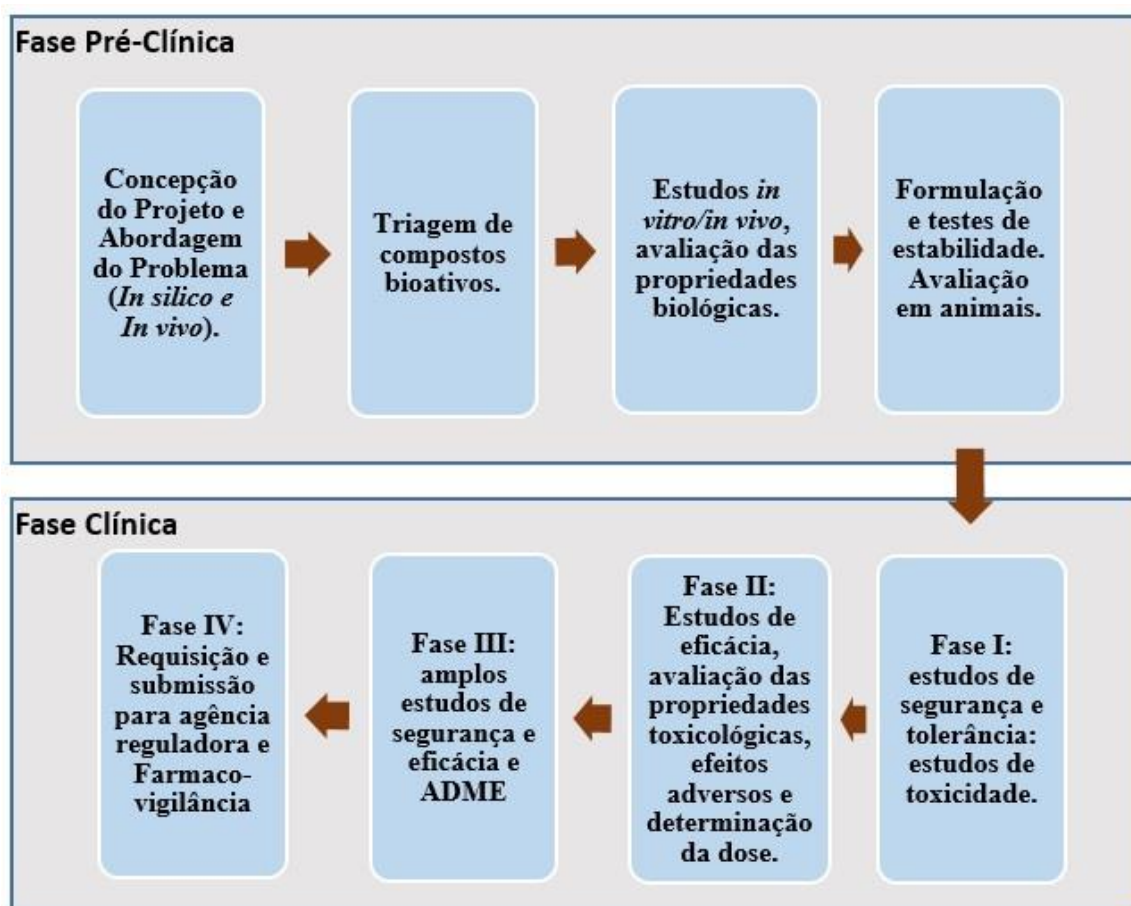 Fase Pré-Clínica
Concepção
do Projeto e
Abordagem
do Problema
(In silico e
In vivo).
Triagem de
compostos
bioativos.
Estudos in
vitro/in vivo,
avaliação das
propriedades
biológicas.
Formulação
e testes de
estabilidade.
Avaliação
em animais.
Fase Clínica
Fase I:
estudos de
segurança e
tolerância:
estudos de
toxicidade.
Fase II:
Estudos de
eficácia,
avaliação das
propriedades
toxicológicas,
efeitos
adversos e
determinação
da dose.
Fase III:
amplos
estudos de
segurança e
eficácia e
ADME
Fase IV:
Requisição e
submissão
para agência
reguladora e
Farmaco-
vigilância